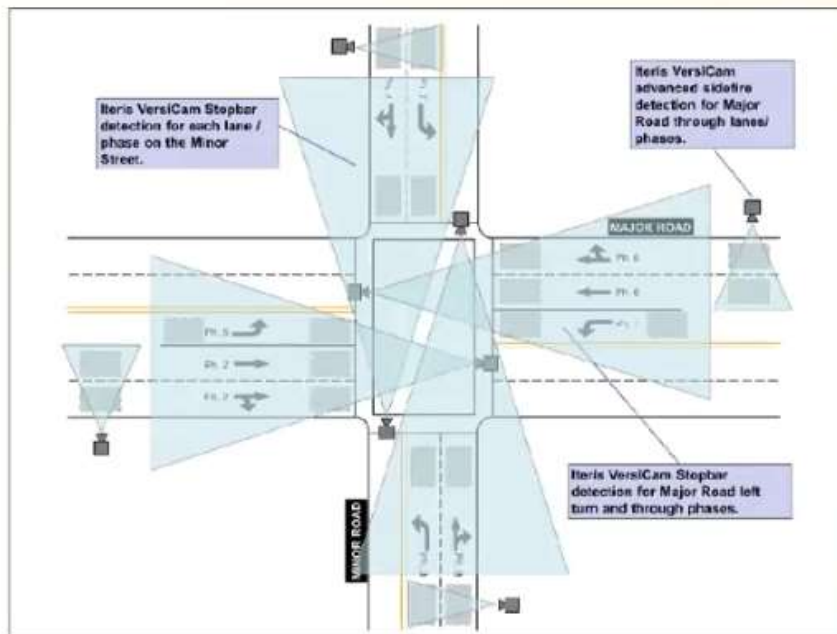 Iteris VersiCam Stopbar
detection for each lane /
phase on the Minor
Street.
Iteris VersiCam
advanced sidefire
detection for Major
Road through lanes/
phases.
MAJOR ROAD
Ph. 6
Ph. 6
Ph. 5
Ph. 2
Ph. 2
Iteris VersiCam Stopbar
detection for Major Road left
turn and through phases.
MINOR ROAD